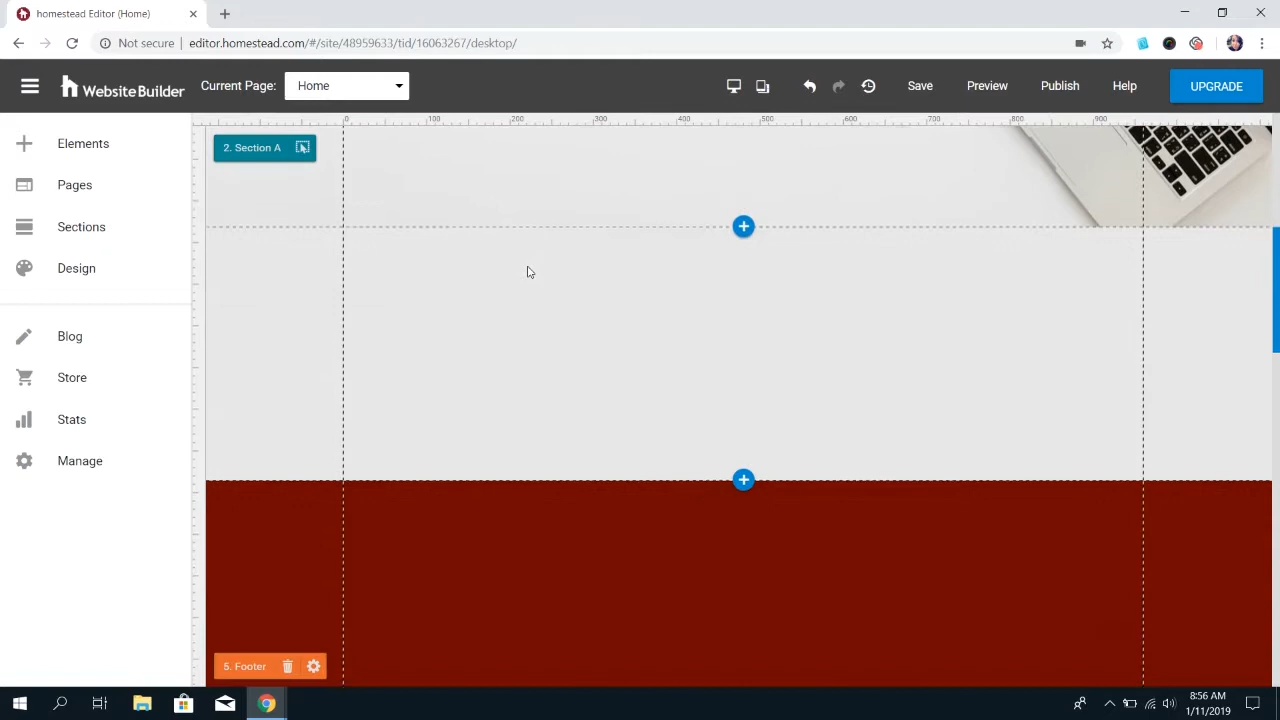 homestead Editor (Home)
Not secure | editor.homestead.com/#/site/48959633/tid/16063267/desktop/
WebsiteBuilder
Current Page:
Home
Save
Preview
Publish
Help
UPGRADE
0 100 200 300 400 500 600 700 800 900
Elements
Pages
Sections
Design
Blog
Store
Stats
Manage
2. Section A
5. Footer
8:56 AM
1/11/2019